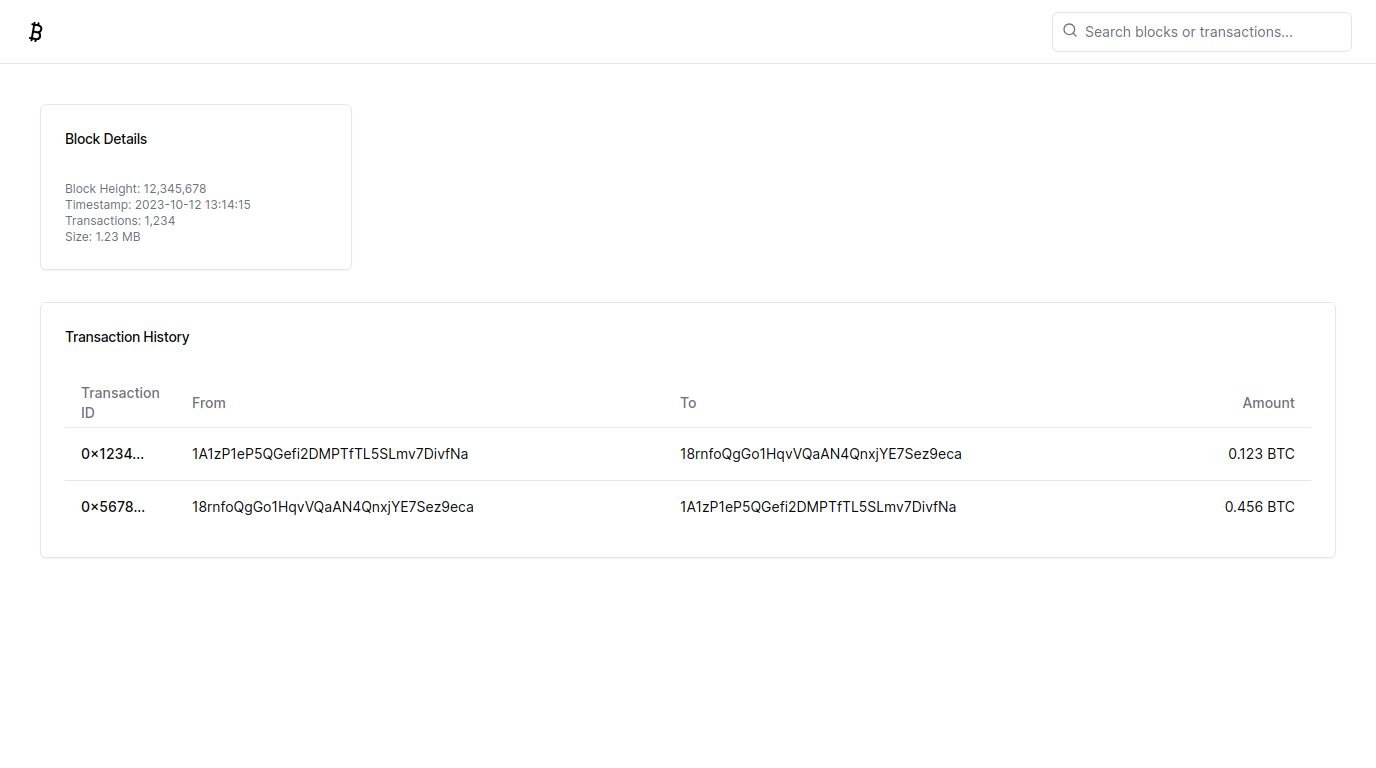 Search blocks or transactions...
Block Details
Block Height: 12,345,678
Timestamp: 2023-10-12 13:14:15
Transactions: 1,234
Size: 1.23 MB
Transaction History
Transaction
ID
From
To
Amount
0x1234...
1A1zP1eP5QGefi2DMPTfTL5SLmv7DivfNa
18rnfoQgGo1HqvVQaAN4QnxjYE7Sez9eca
0.123 BTC
0x5678...
18rnfoQgGo1HqvVQaAN4QnxjYE7Sez9eca
1A1zP1eP5QGefi2DMPTfTL5SLmv7DivfNa
0.456 BTC